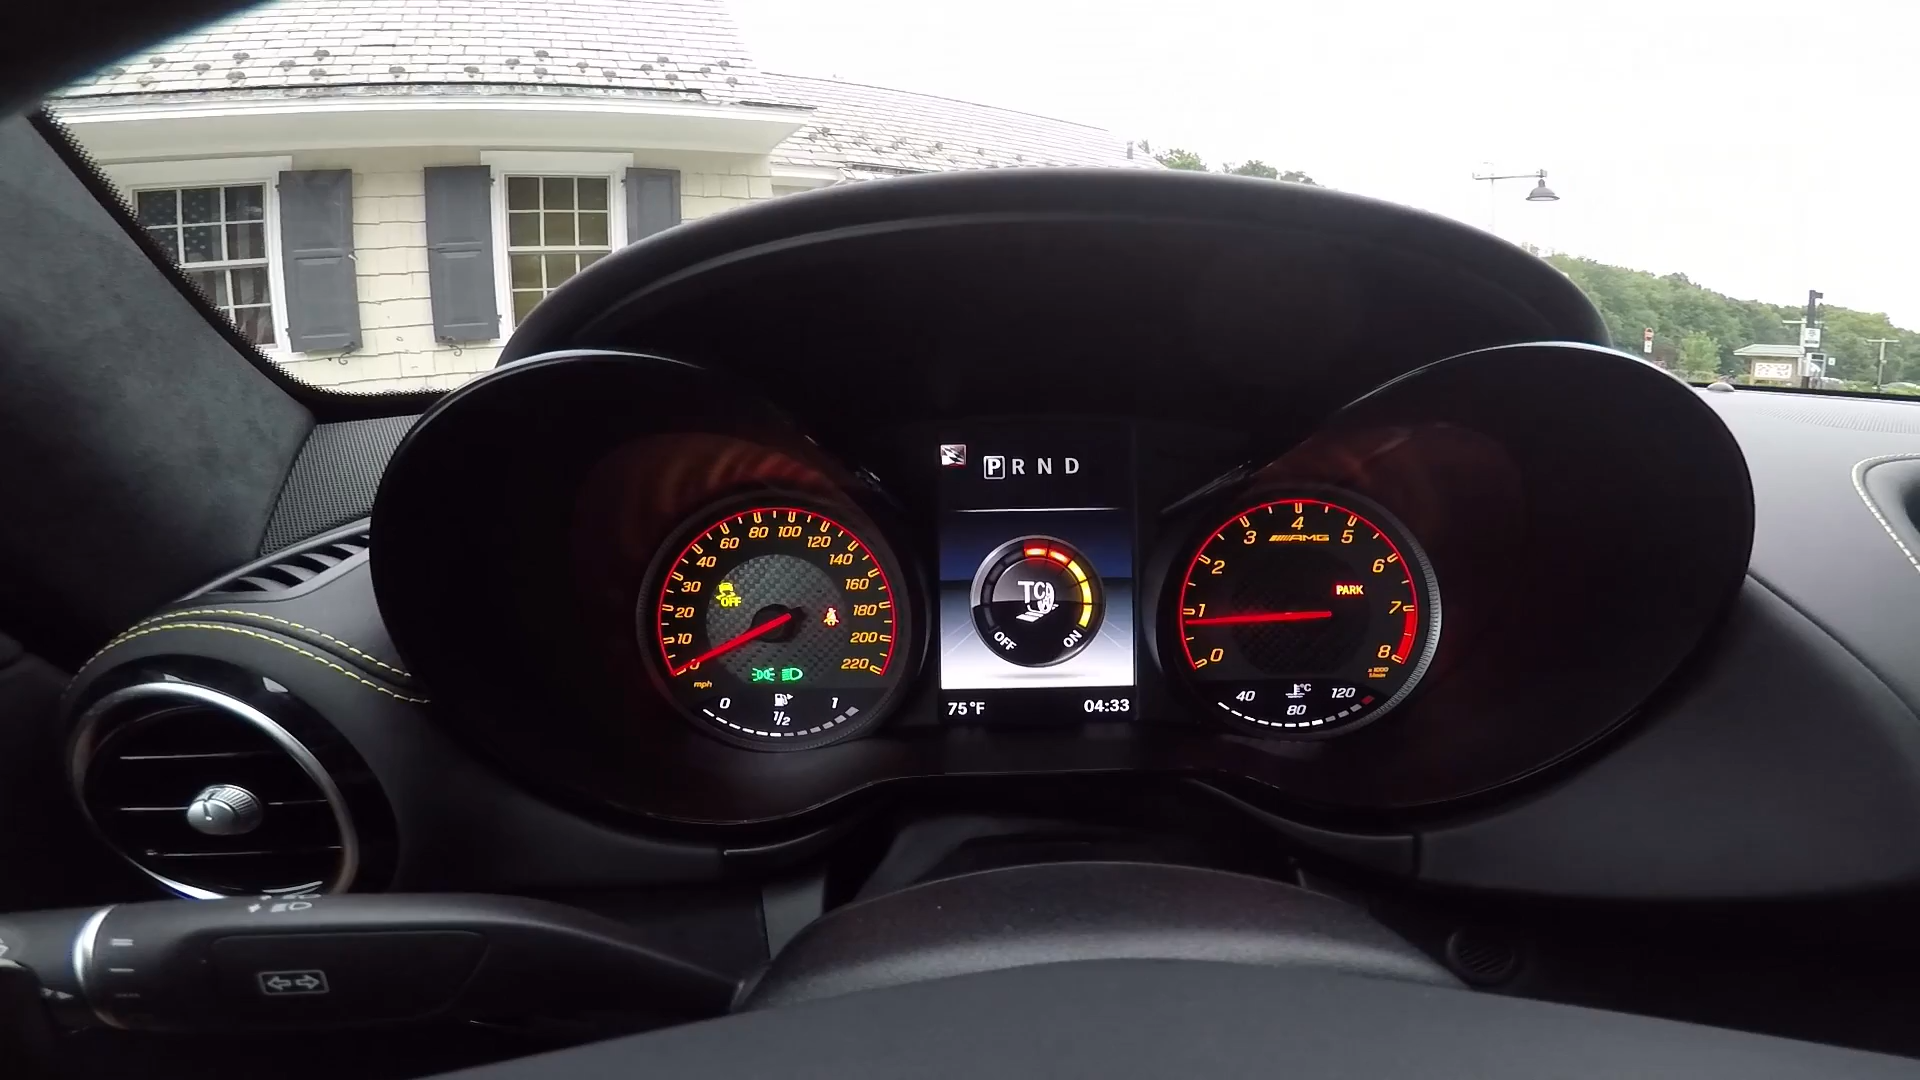 P R N D
60 80 100 120
40 140
30 160
20 180
10 200
0 220
OFF
mph
0 1/2 1
TC
OFF ON
75°F 04:33
3 4 5
AMG
2 6
PARK
1 7
0 8
40 °C 120
80